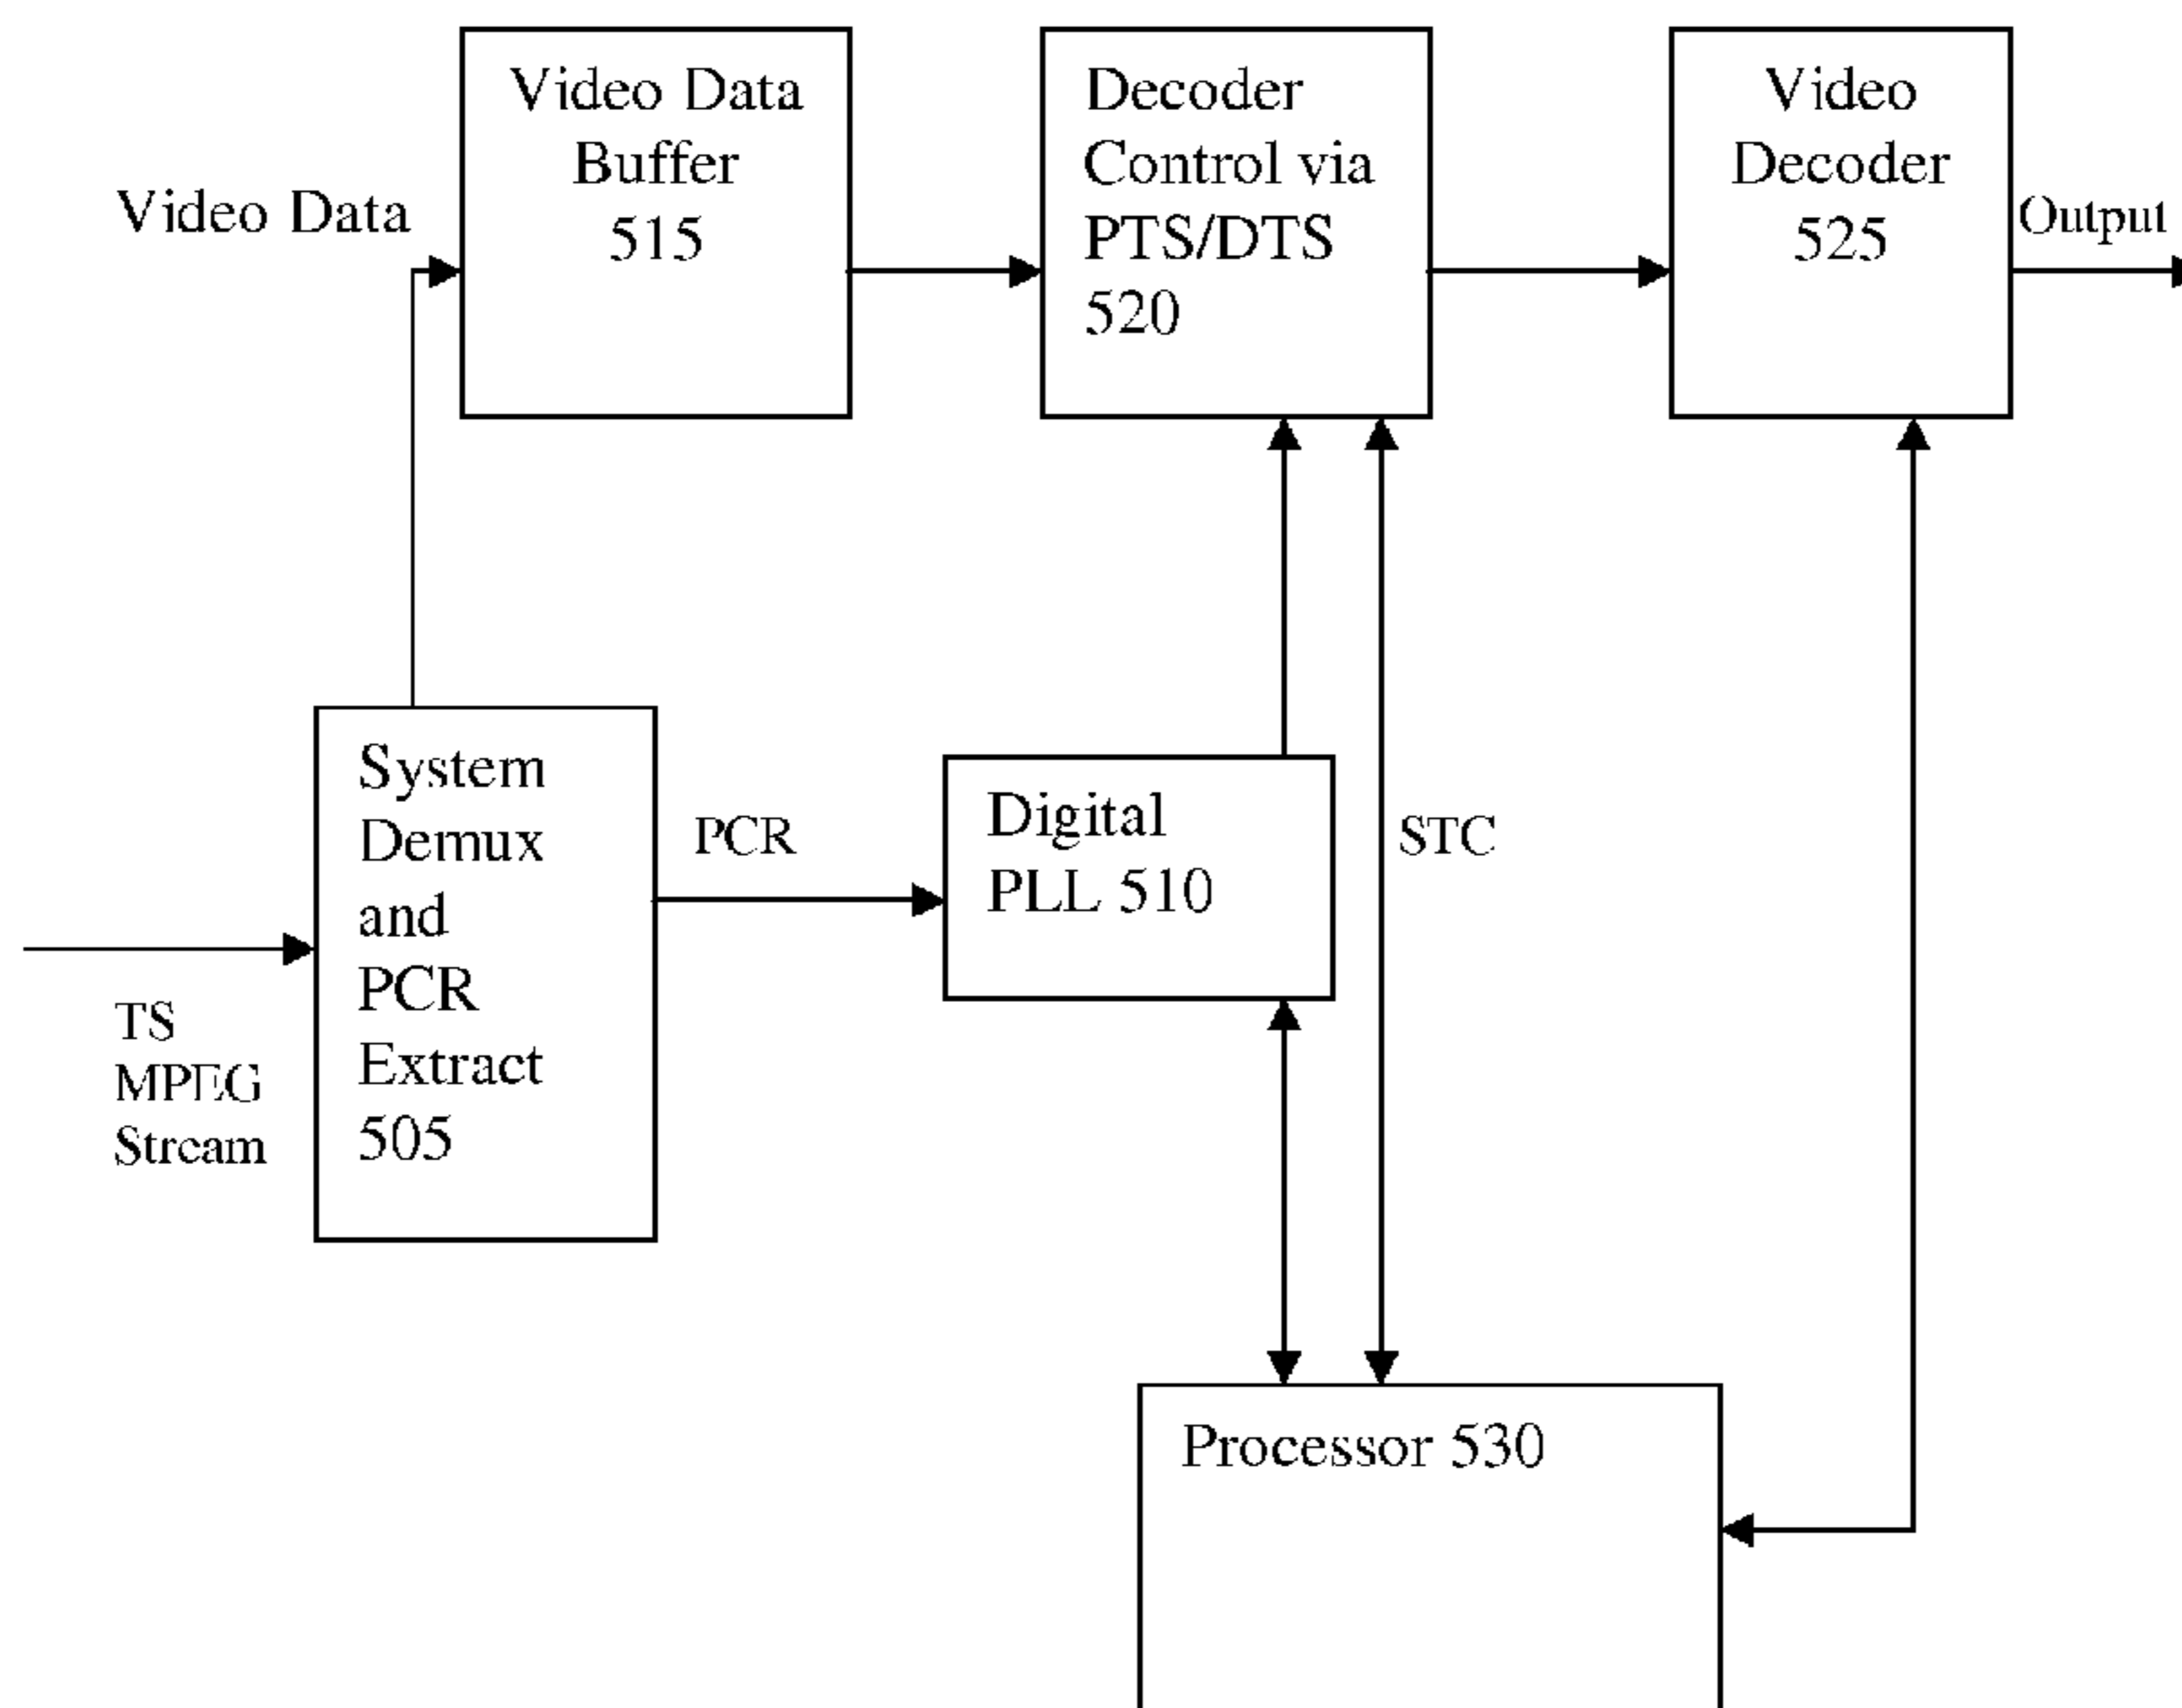 Video Data
Buffer
515
Decoder
Control via
PTS/DTS
520
Video
Decoder
525
Video Data
Output
System
Demux
and
PCR
Extract
505
PCR
Digital
PLL 510
STC
TS
MPEG
Stream
Processor 530